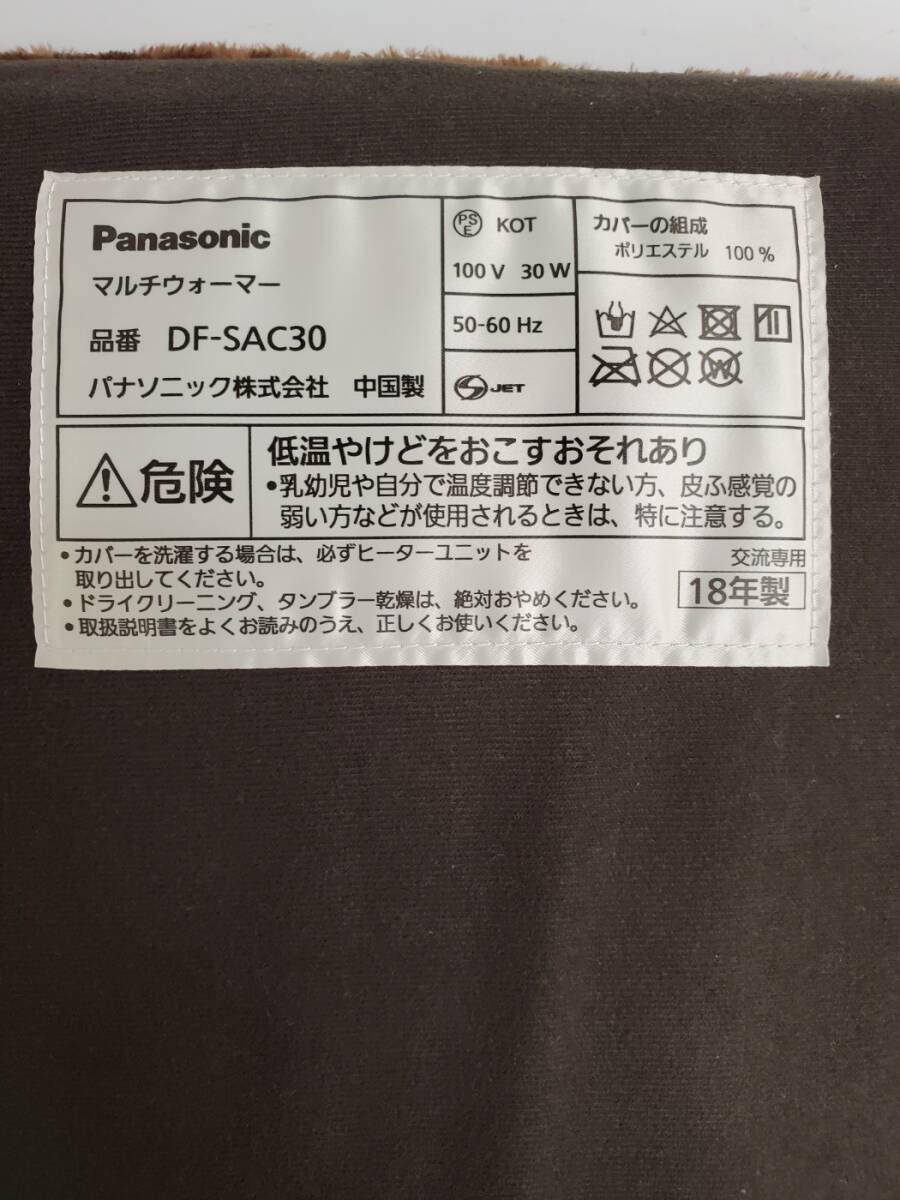 Panasonic
マルチウォーマー
品番 DF-SAC30
パナソニック株式会社 中国製
PSE KOT
100 V 30 W
50-60 Hz
S JET
カバーの組成
ポリエステル 100 %
W
危険
低温やけどをおこすおそれあり
•乳幼児や自分で温度調節できない方、皮ふ感覚の
弱い方などが使用されるときは、特に注意する。
•カバーを洗濯する場合は、必ずヒーターユニットを
取り出してください。
•ドライクリーニング、タンブラー乾燥は、絶対おやめください。
•取扱説明書をよくお読みのうえ、正しくお使いください。
交流専用
18年製